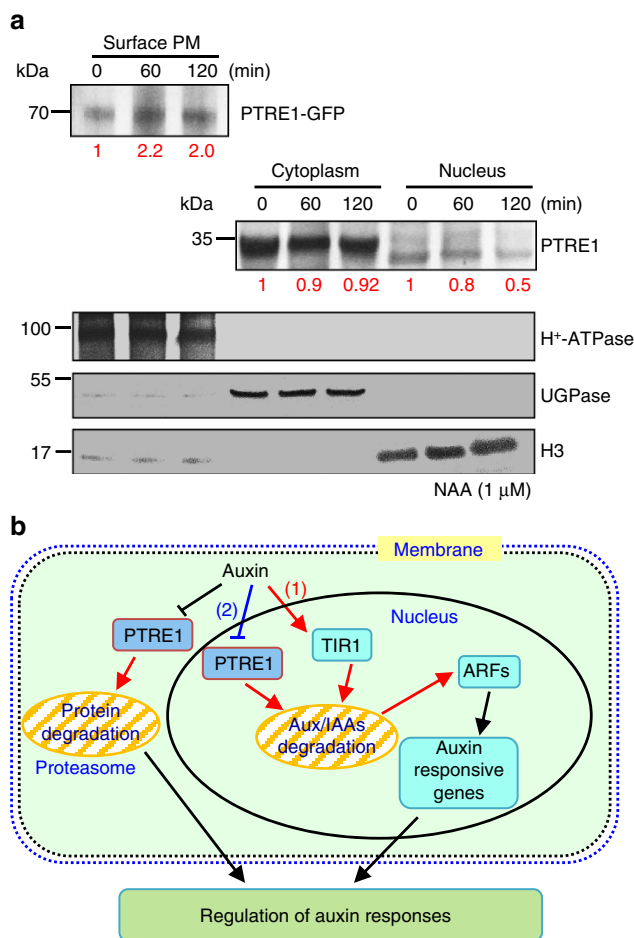 a
Surface PM
kDa 0 60 120 (min)
70 PTRE1-GFP
1 2.2 2.0
Cytoplasm Nucleus
kDa 0 60 120 0 60 120 (min)
35 PTRE1
1 0.9 0.92 1 0.8 0.5
100 H+-ATPase
55 UGPase
17 H3
NAA (1 μM)
b
Membrane
Auxin
(1)
(2)
Nucleus
PTRE1
TIR1
PTRE1
ARFs
Protein
degradation
Aux/IAAs
degradation
Proteasome
Auxin
responsive
genes
Regulation of auxin responses